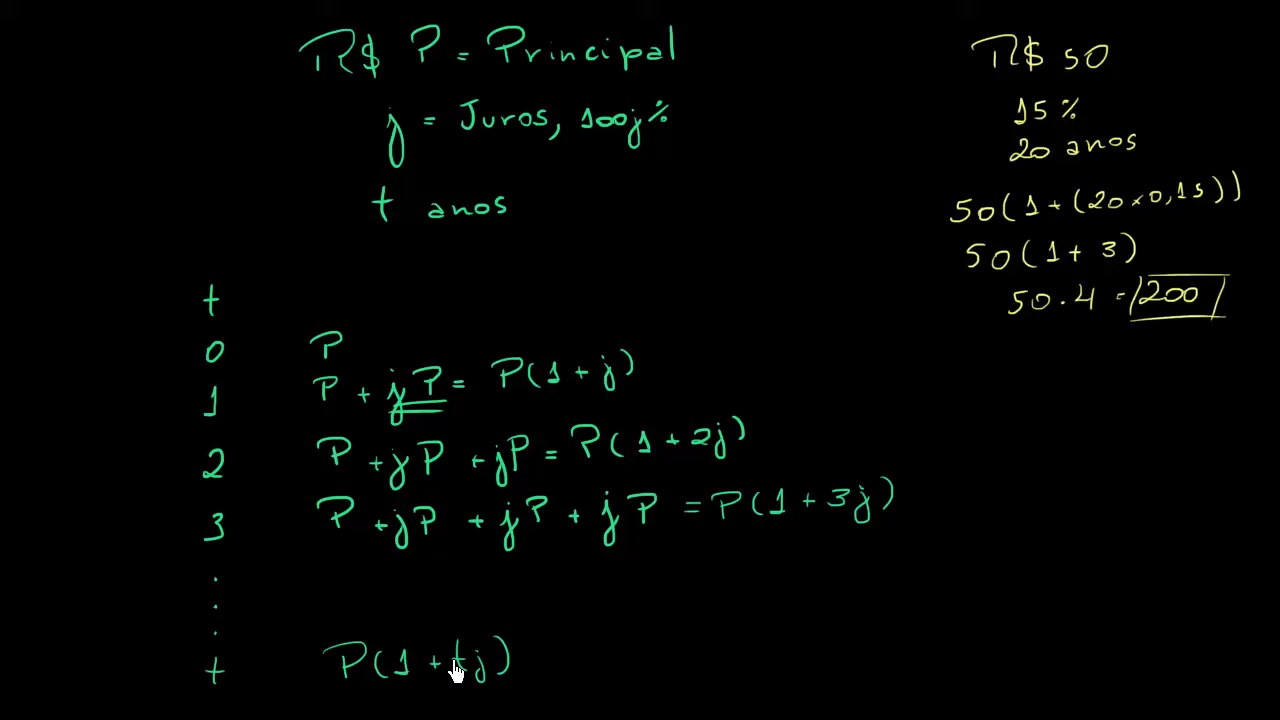 R$ P = Principal
j = Juros, 100j%
t anos
t
0 P
1 P + jP = P(1 + j)
2 P + jP + jP = P(1 + 2j)
3 P + jP + jP + jP = P(1 + 3j)
.
.
.
t P(1 + tj)
R$ 50
15%
20 anos
50(1 + (20 × 0,15))
50(1 + 3)
50 . 4 = 200